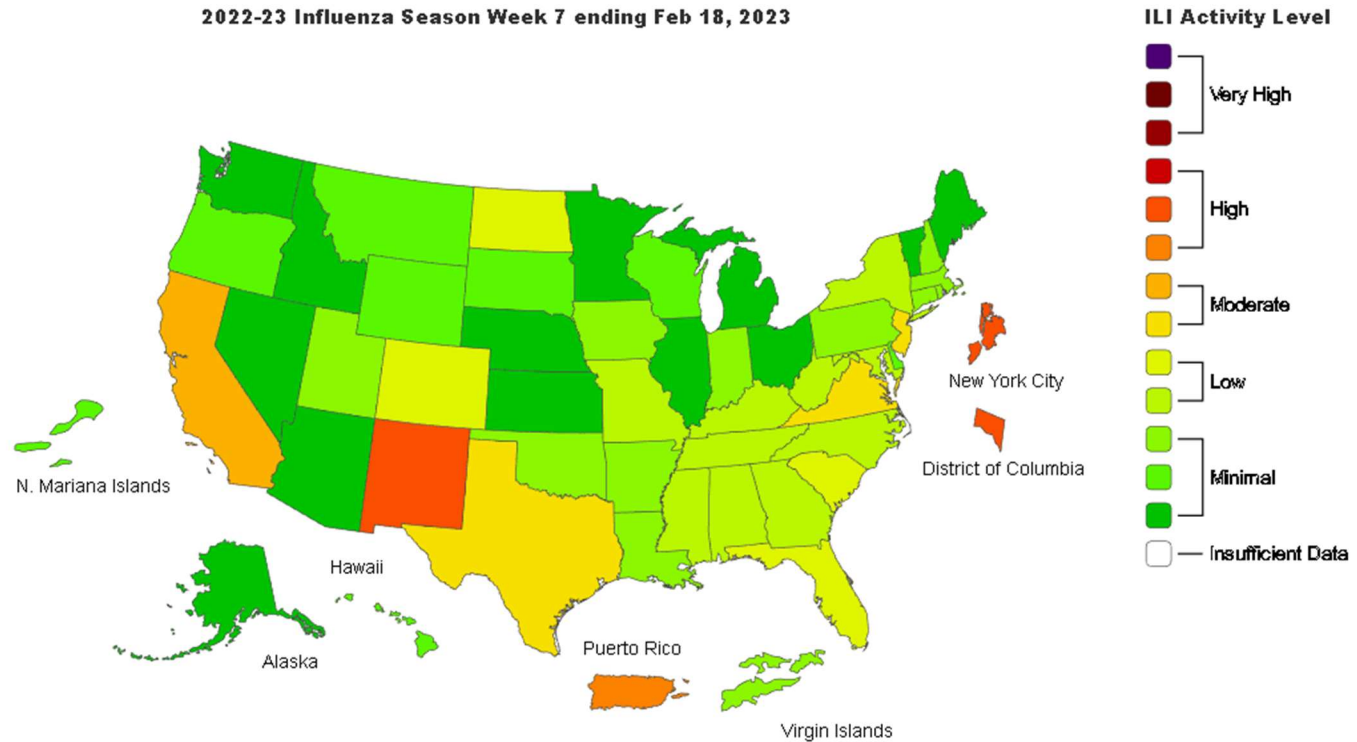 2022-23 Influenza Season Week 7 ending Feb 18, 2023
ILI Activity Level
Very High
High
Moderate
Low
Minimal
Insufficient Data
New York City
District of Columbia
N. Mariana Islands
Hawaii
Alaska
Puerto Rico
Virgin Islands